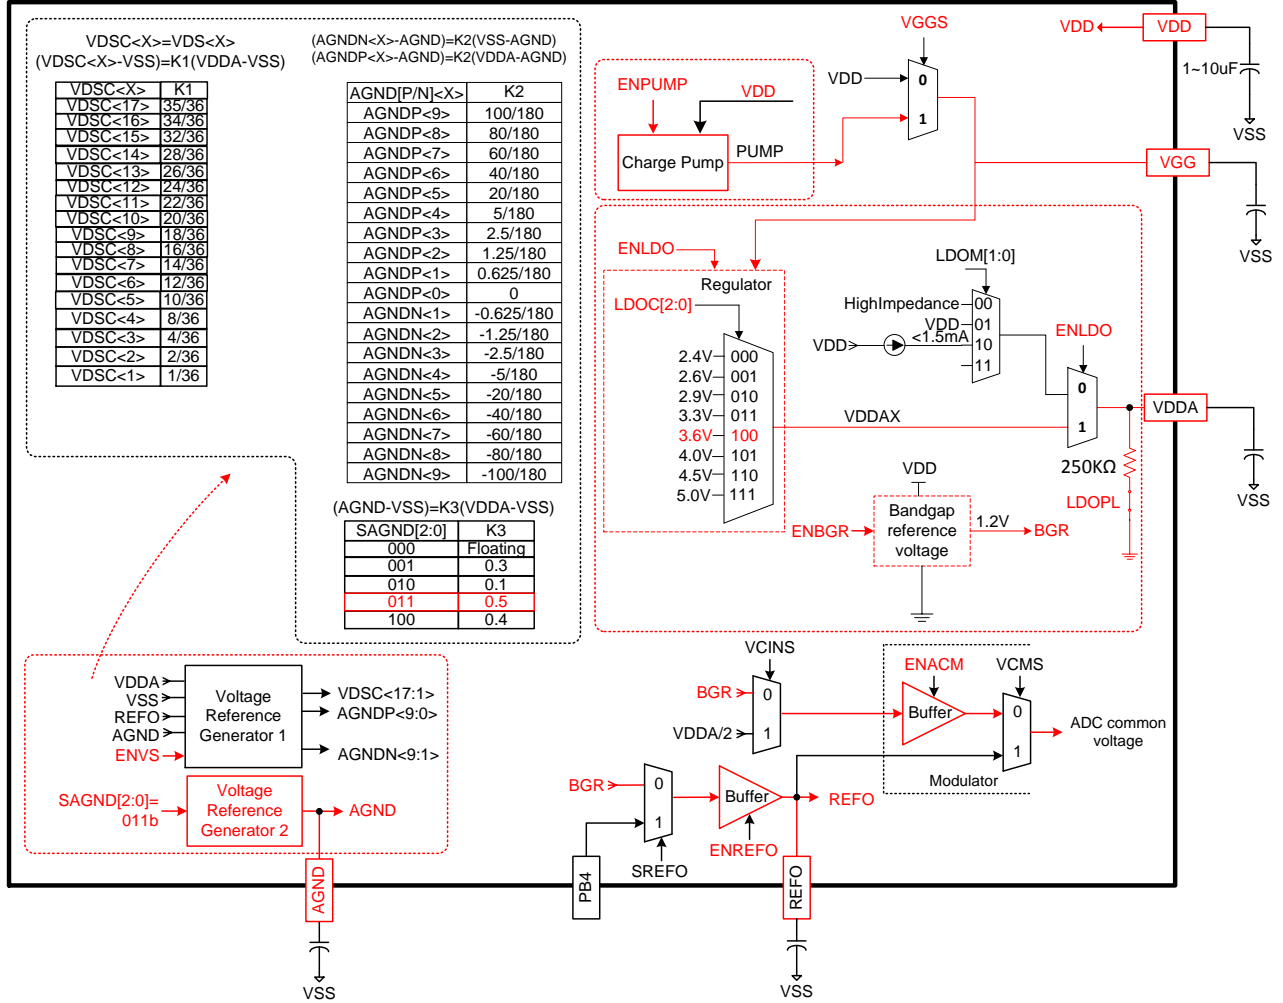 VDSC<X>=VDS<X>
(VDSC<X>-VSS)=K1(VDDA-VSS)
VDSC<X> K1
VDSC<17> 35/36
VDSC<16> 34/36
VDSC<15> 32/36
VDSC<14> 28/36
VDSC<13> 26/36
VDSC<12> 24/36
VDSC<11> 22/36
VDSC<10> 20/36
VDSC<9> 18/36
VDSC<8> 16/36
VDSC<7> 14/36
VDSC<6> 12/36
VDSC<5> 10/36
VDSC<4> 8/36
VDSC<3> 4/36
VDSC<2> 2/36
VDSC<1> 1/36
(AGNDN<X>-AGND)=K2(VSS-AGND)
(AGNDP<X>-AGND)=K2(VDDA-AGND)
AGND[P/N]<X> K2
AGNDP<9> 100/180
AGNDP<8> 80/180
AGNDP<7> 60/180
AGNDP<6> 40/180
AGNDP<5> 20/180
AGNDP<4> 5/180
AGNDP<3> 2.5/180
AGNDP<2> 1.25/180
AGNDP<1> 0.625/180
AGNDP<0> 0
AGNDN<1> -0.625/180
AGNDN<2> -1.25/180
AGNDN<3> -2.5/180
AGNDN<4> -5/180
AGNDN<5> -20/180
AGNDN<6> -40/180
AGNDN<7> -60/180
AGNDN<8> -80/180
AGNDN<9> -100/180
(AGND-VSS)=K3(VDDA-VSS)
SAGND[2:0] K3
000 Floating
001 0.3
010 0.1
011 0.5
100 0.4
VGGS
VDD
0
1
ENPUMP
VDD
Charge Pump
PUMP
VDD
VDD
1~10uF
VSS
VGG
VSS
ENLDO
Regulator
LDOC[2:0]
2.4V 000
2.6V 001
2.9V 010
3.3V 011
3.6V 100
4.0V 101
4.5V 110
5.0V 111
LDOM[1:0]
HighImpedance 00
VDD 01
VDD <1.5mA 10
11
ENLDO
0
1
VDDAX
VDDA
VSS
250KΩ
LDOPL
VDD
ENBGR
Bandgap
reference
voltage
1.2V
BGR
VDDA
VSS
REFO
AGND
ENVS
Voltage
Reference
Generator 1
VDSC<17:1>
AGNDP<9:0>
AGNDN<9:1>
SAGND[2:0]=
011b
Voltage
Reference
Generator 2
AGND
AGND
VSS
VCINS
BGR 0
VDDA/2 1
ENACM
Buffer
VCMS
0
1
Modulator
ADC common
voltage
BGR 0
1
SREFO
PB4
Buffer
ENREFO
REFO
REFO
VSS